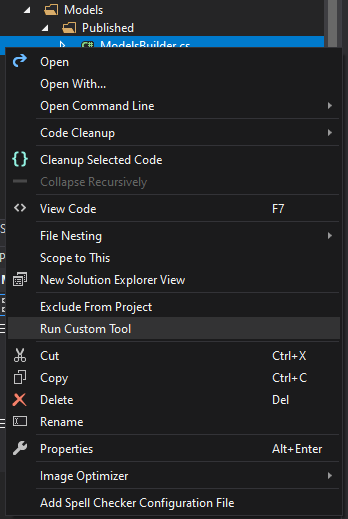 Models
Published
C# ModelsBuilder.cs
Open
Open With...
Open Command Line
Code Cleanup
Cleanup Selected Code
Collapse Recursively
View Code F7
File Nesting
Scope to This
New Solution Explorer View
Exclude From Project
Run Custom Tool
Cut Ctrl+X
Copy Ctrl+C
Delete Del
Rename
Properties Alt+Enter
Image Optimizer
Add Spell Checker Configuration File